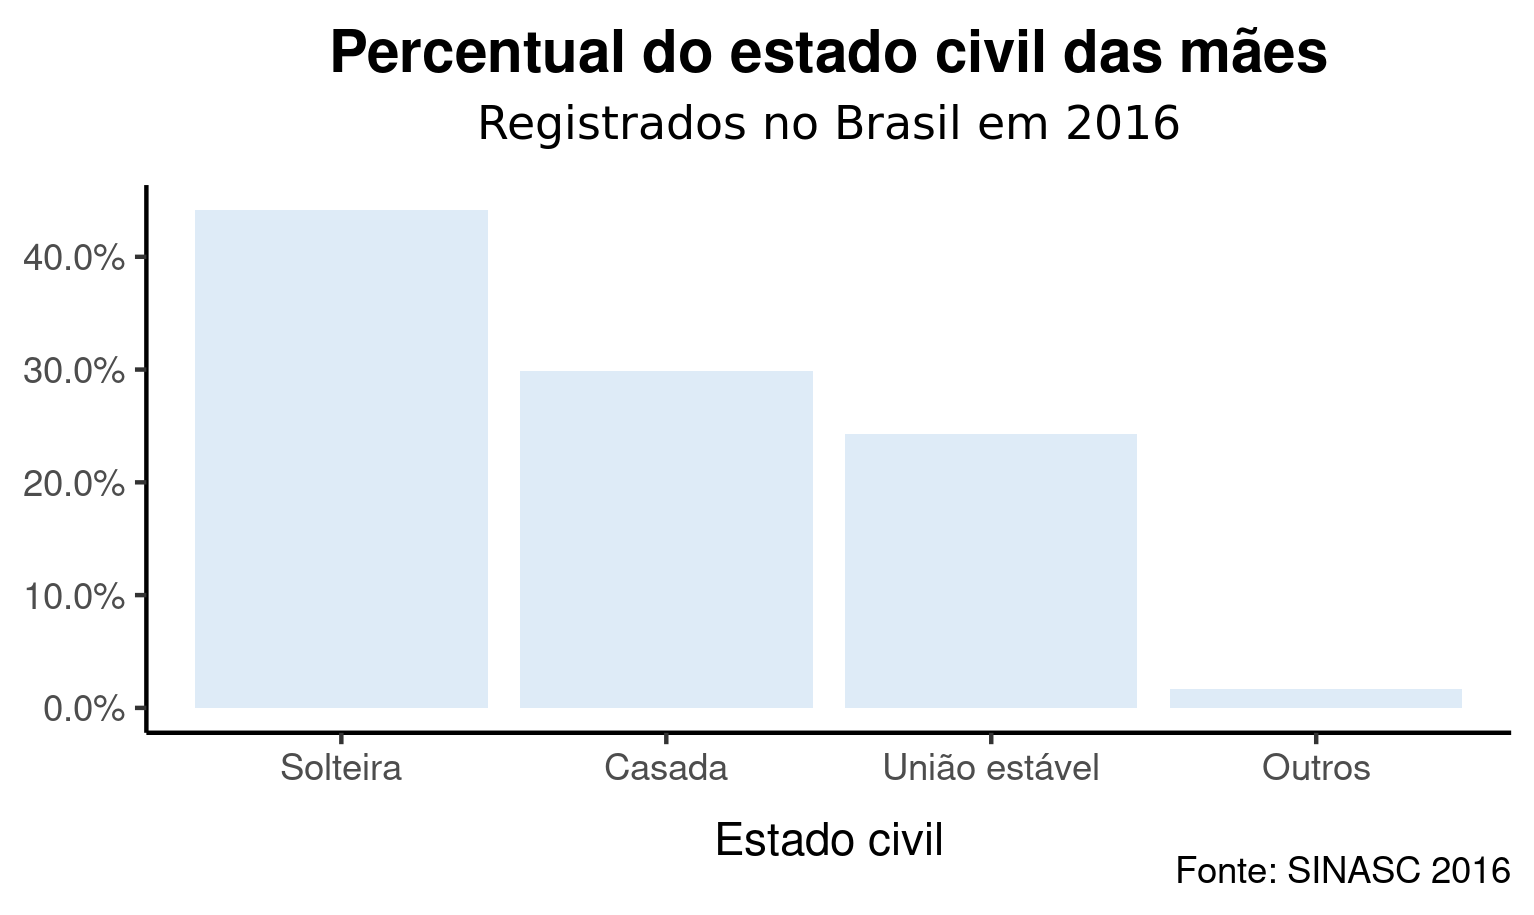 Percentual do estado civil das mães
Registrados no Brasil em 2016
40.0%
30.0%
20.0%
10.0%
0.0%
Solteira
Casada
União estável
Outros
Estado civil
Fonte: SINASC 2016